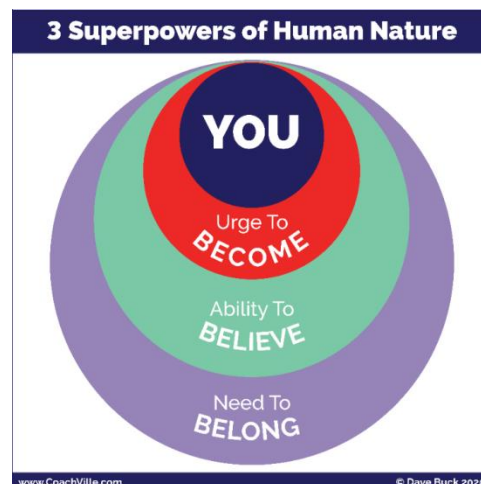 3 Superpowers of Human Nature
YOU
Urge To
BECOME
Ability To
BELIEVE
Need To
BELONG
www.CoachVille.com
© Dave Buck